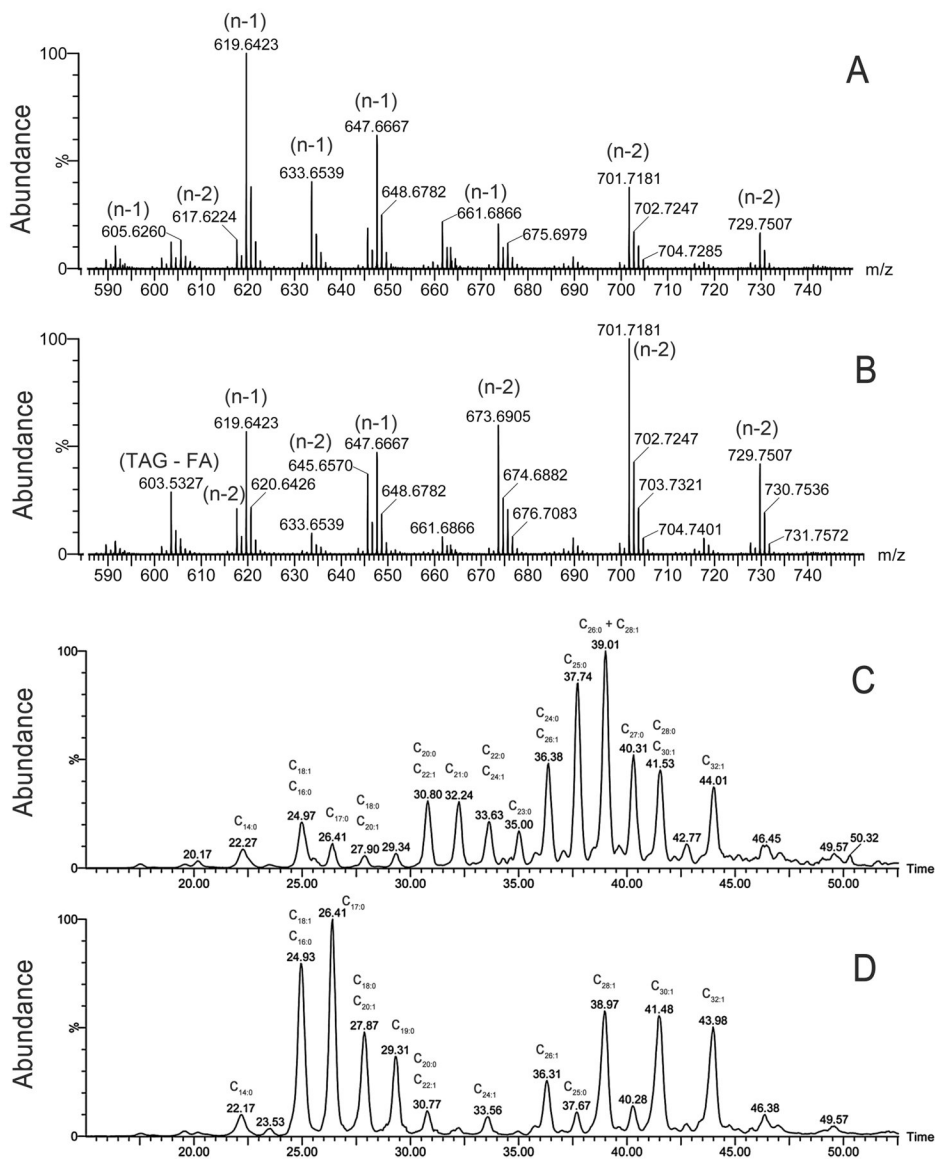 (n-1)
619.6423
100
A
(n-1)
647.6667
(n-1)
(n-2)
633.6539
701.7181
(n-1)
(n-2)
(n-2)
648.6782
(n-1)
661.6866
702.7247
729.7507
605.6260
617.6224
675.6979
704.7285
Abundance
%
0
590 600 610 620 630 640 650 660 670 680 690 700 710 720 730 740
m/z
701.7181
100
(n-2)
B
(n-2)
(n-1)
673.6905
619.6423
(n-1)
(n-2)
647.6667
(n-2)
702.7247
729.7507
645.6570
(TAG - FA)
603.5327
(n-2)
620.6426
674.6882
648.6782
703.7321
730.7536
633.6539
661.6866
676.7083
704.7401
731.7572
Abundance
%
0
590 600 610 620 630 640 650 660 670 680 690 700 710 720 730 740
m/z
C26:0 + C28:1
39.01
100
C25:0
37.74
C
C24:0
C26:1
36.38
C27:0
40.31
C28:0
C30:1
41.53
C20:0
C22:1
30.80
C21:0
32.24
C22:0
C24:1
33.63
C32:1
44.01
C18:1
C16:0
24.97
C23:0
35.00
C14:0
22.27
C17:0
26.41
C18:0
C20:1
27.90
29.34
20.17
42.77
46.45
49.57
50.32
Abundance
%
0
20.00 25.00 30.00 35.00 40.00 45.00 50.00
Time
26.41
C17:0
100
C18:1
C16:0
24.93
D
C18:0
C20:1
27.87
C28:1
38.97
C30:1
41.48
C32:1
43.98
C19:0
29.31
C20:0
C22:1
30.77
C26:1
36.31
C14:0
22.17
23.53
C24:1
33.56
C25:0
37.67
40.28
46.38
49.57
Abundance
%
0
20.00 25.00 30.00 35.00 40.00 45.00 50.00
Time